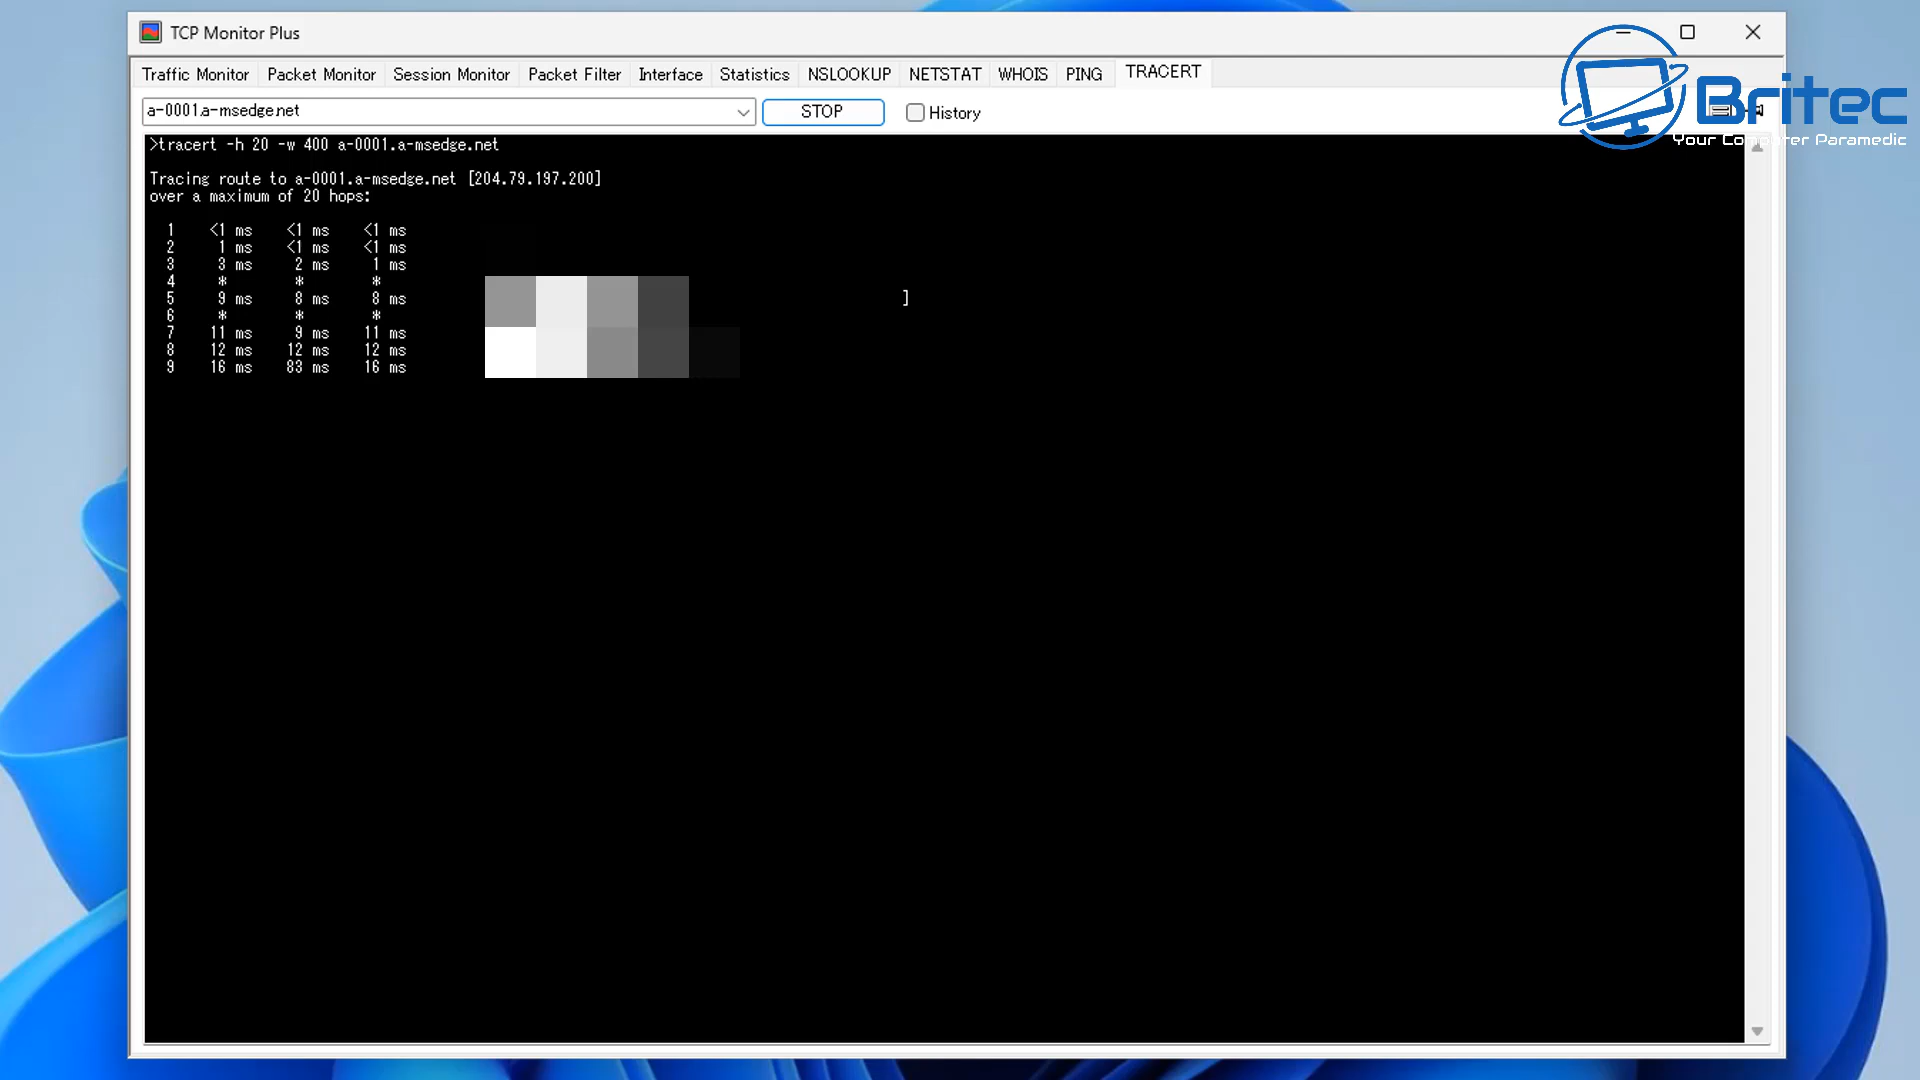 TCP Monitor Plus
Traffic Monitor Packet Monitor Session Monitor Packet Filter Interface Statistics NSLOOKUP NETSTAT WHOIS PING TRACERT
a-0001.a-msedge.net STOP History
Britec
Your Computer Paramedic
>tracert -h 20 -w 400 a-0001.a-msedge.net
Tracing route to a-0001.a-msedge.net [204.79.197.200]
over a maximum of 20 hops:
1 <1 ms <1 ms <1 ms
2 1 ms <1 ms <1 ms
3 3 ms 2 ms 1 ms
4 * * *
5 9 ms 8 ms 8 ms ]
6 * * *
7 11 ms 9 ms 11 ms
8 12 ms 12 ms 12 ms
9 16 ms 83 ms 16 ms